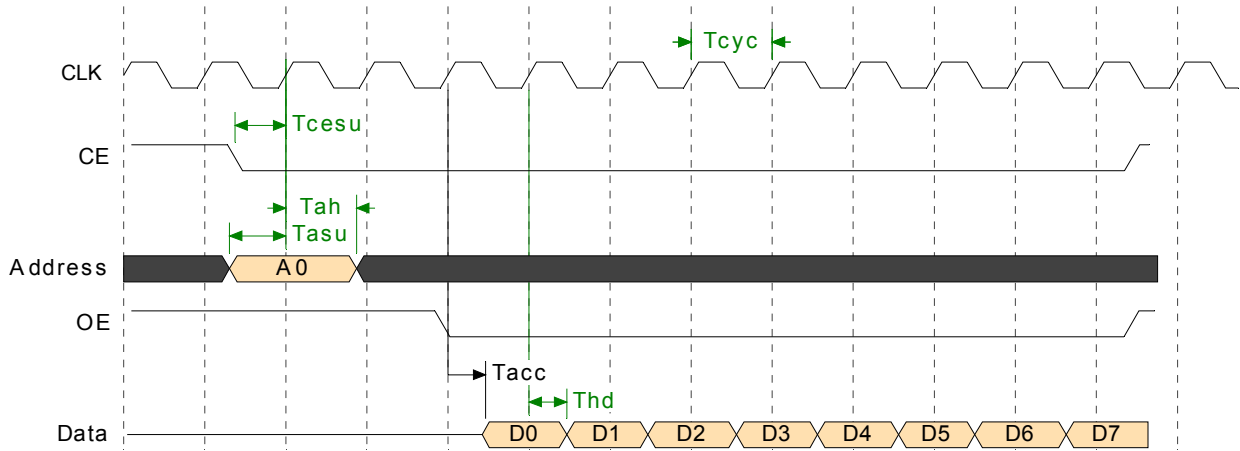 Tcyc
CLK
Tcesu
CE
Tah
Tasu
Address A0
OE
Tacc
Thd
Data D0 D1 D2 D3 D4 D5 D6 D7